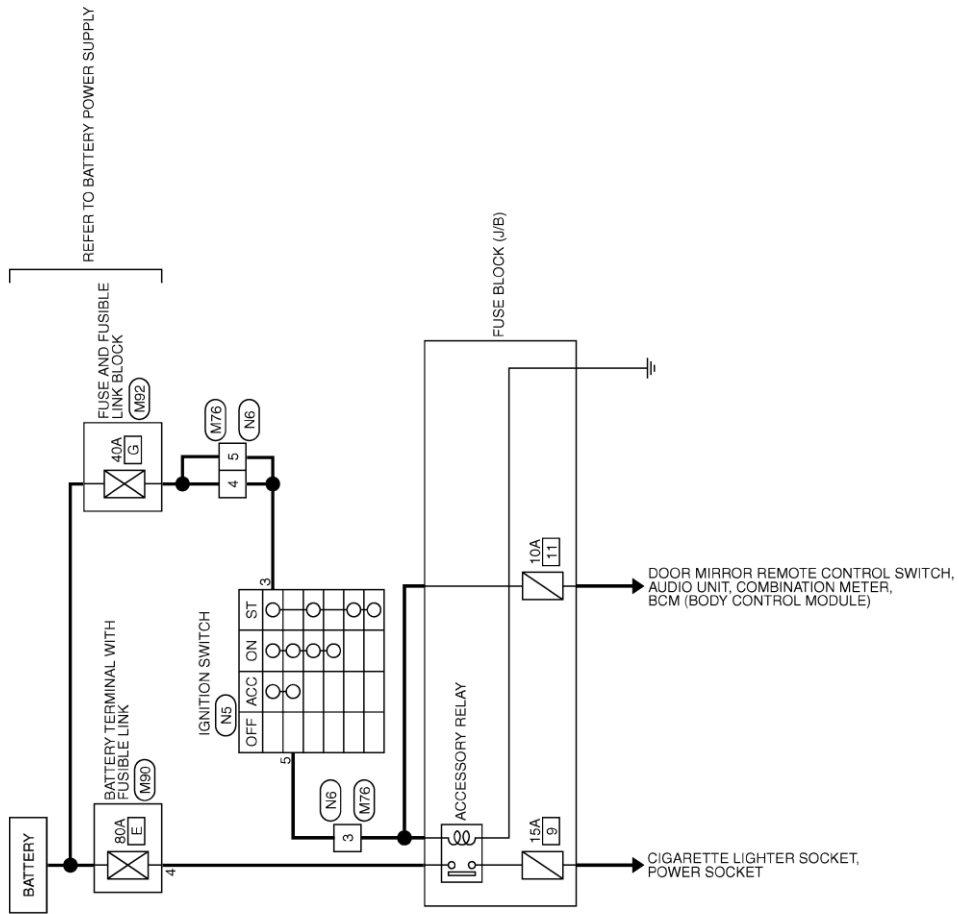 REFER TO BATTERY POWER SUPPLY
BATTERY
BATTERY TERMINAL WITH
FUSIBLE LINK
M90
80A
E
4
FUSE AND FUSIBLE
LINK BLOCK
M92
40A
G
M76
N6
4
5
IGNITION SWITCH
N5
OFF
ACC
ON
ST
3
5
N6
M76
3
FUSE BLOCK (J/B)
ACCESSORY RELAY
15A
9
10A
11
CIGARETTE LIGHTER SOCKET,
POWER SOCKET
DOOR MIRROR REMOTE CONTROL SWITCH,
AUDIO UNIT, COMBINATION METER,
BCM (BODY CONTROL MODULE)